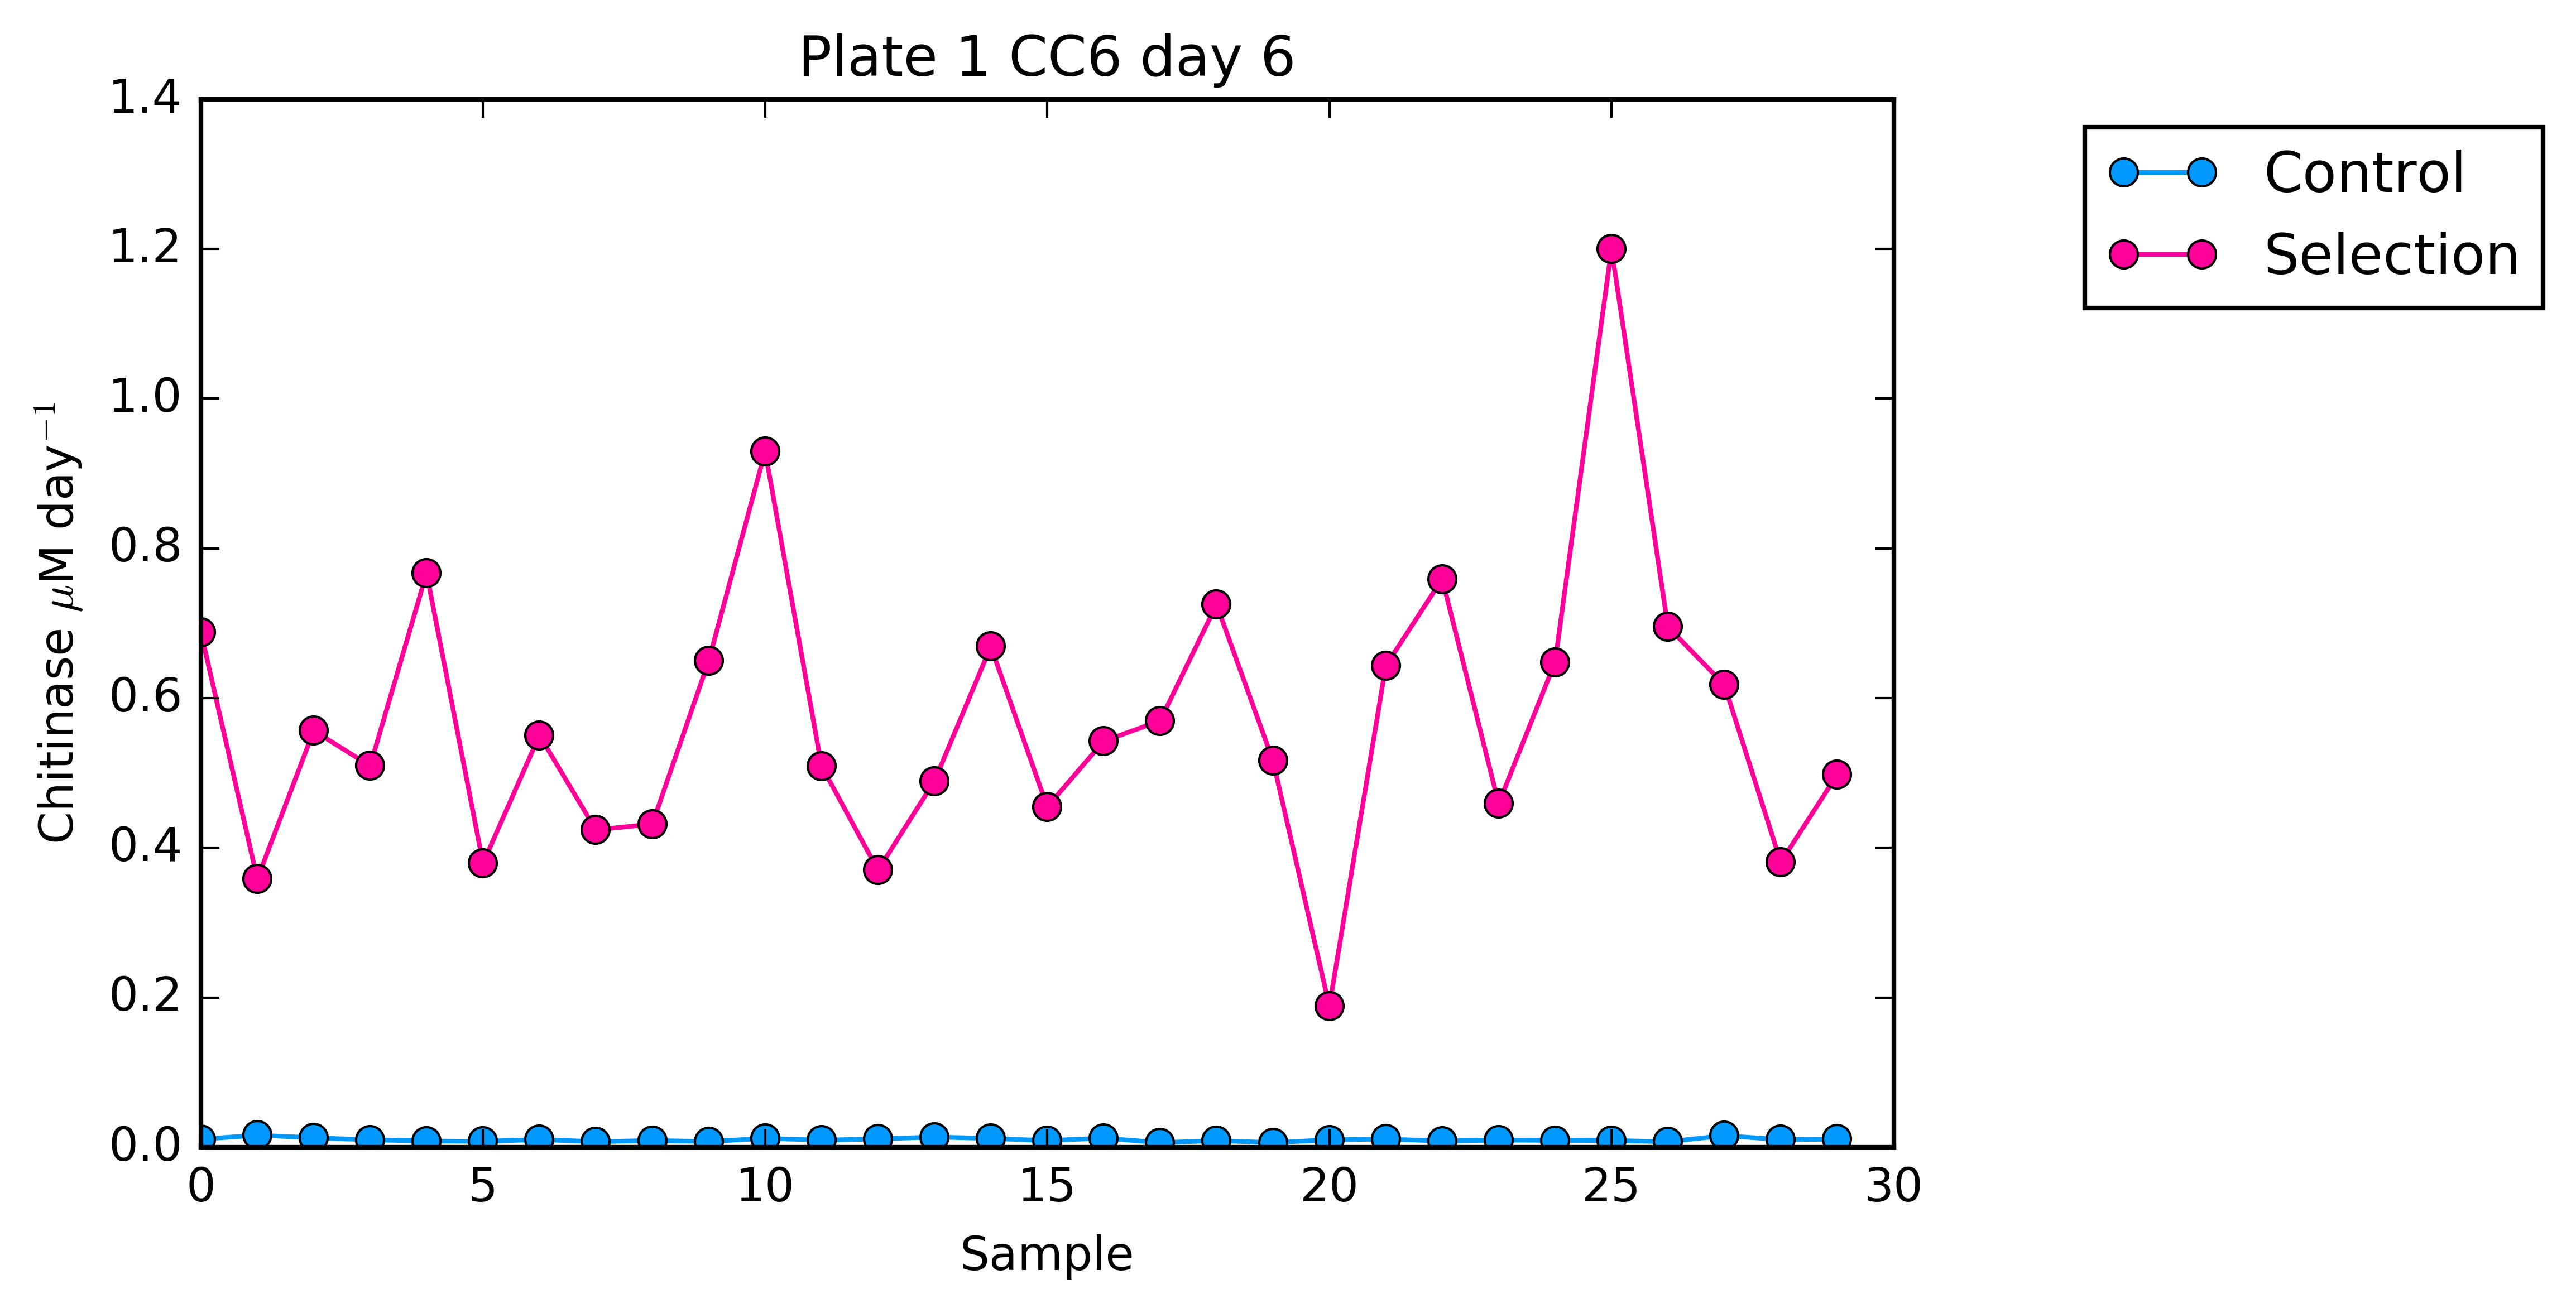 Plate 1 CC6 day 6
1.4
1.2
1.0
0.8
0.6
0.4
0.2
0.0
Chitinase μM day⁻¹
0 5 10 15 20 25 30
Sample
Control
Selection